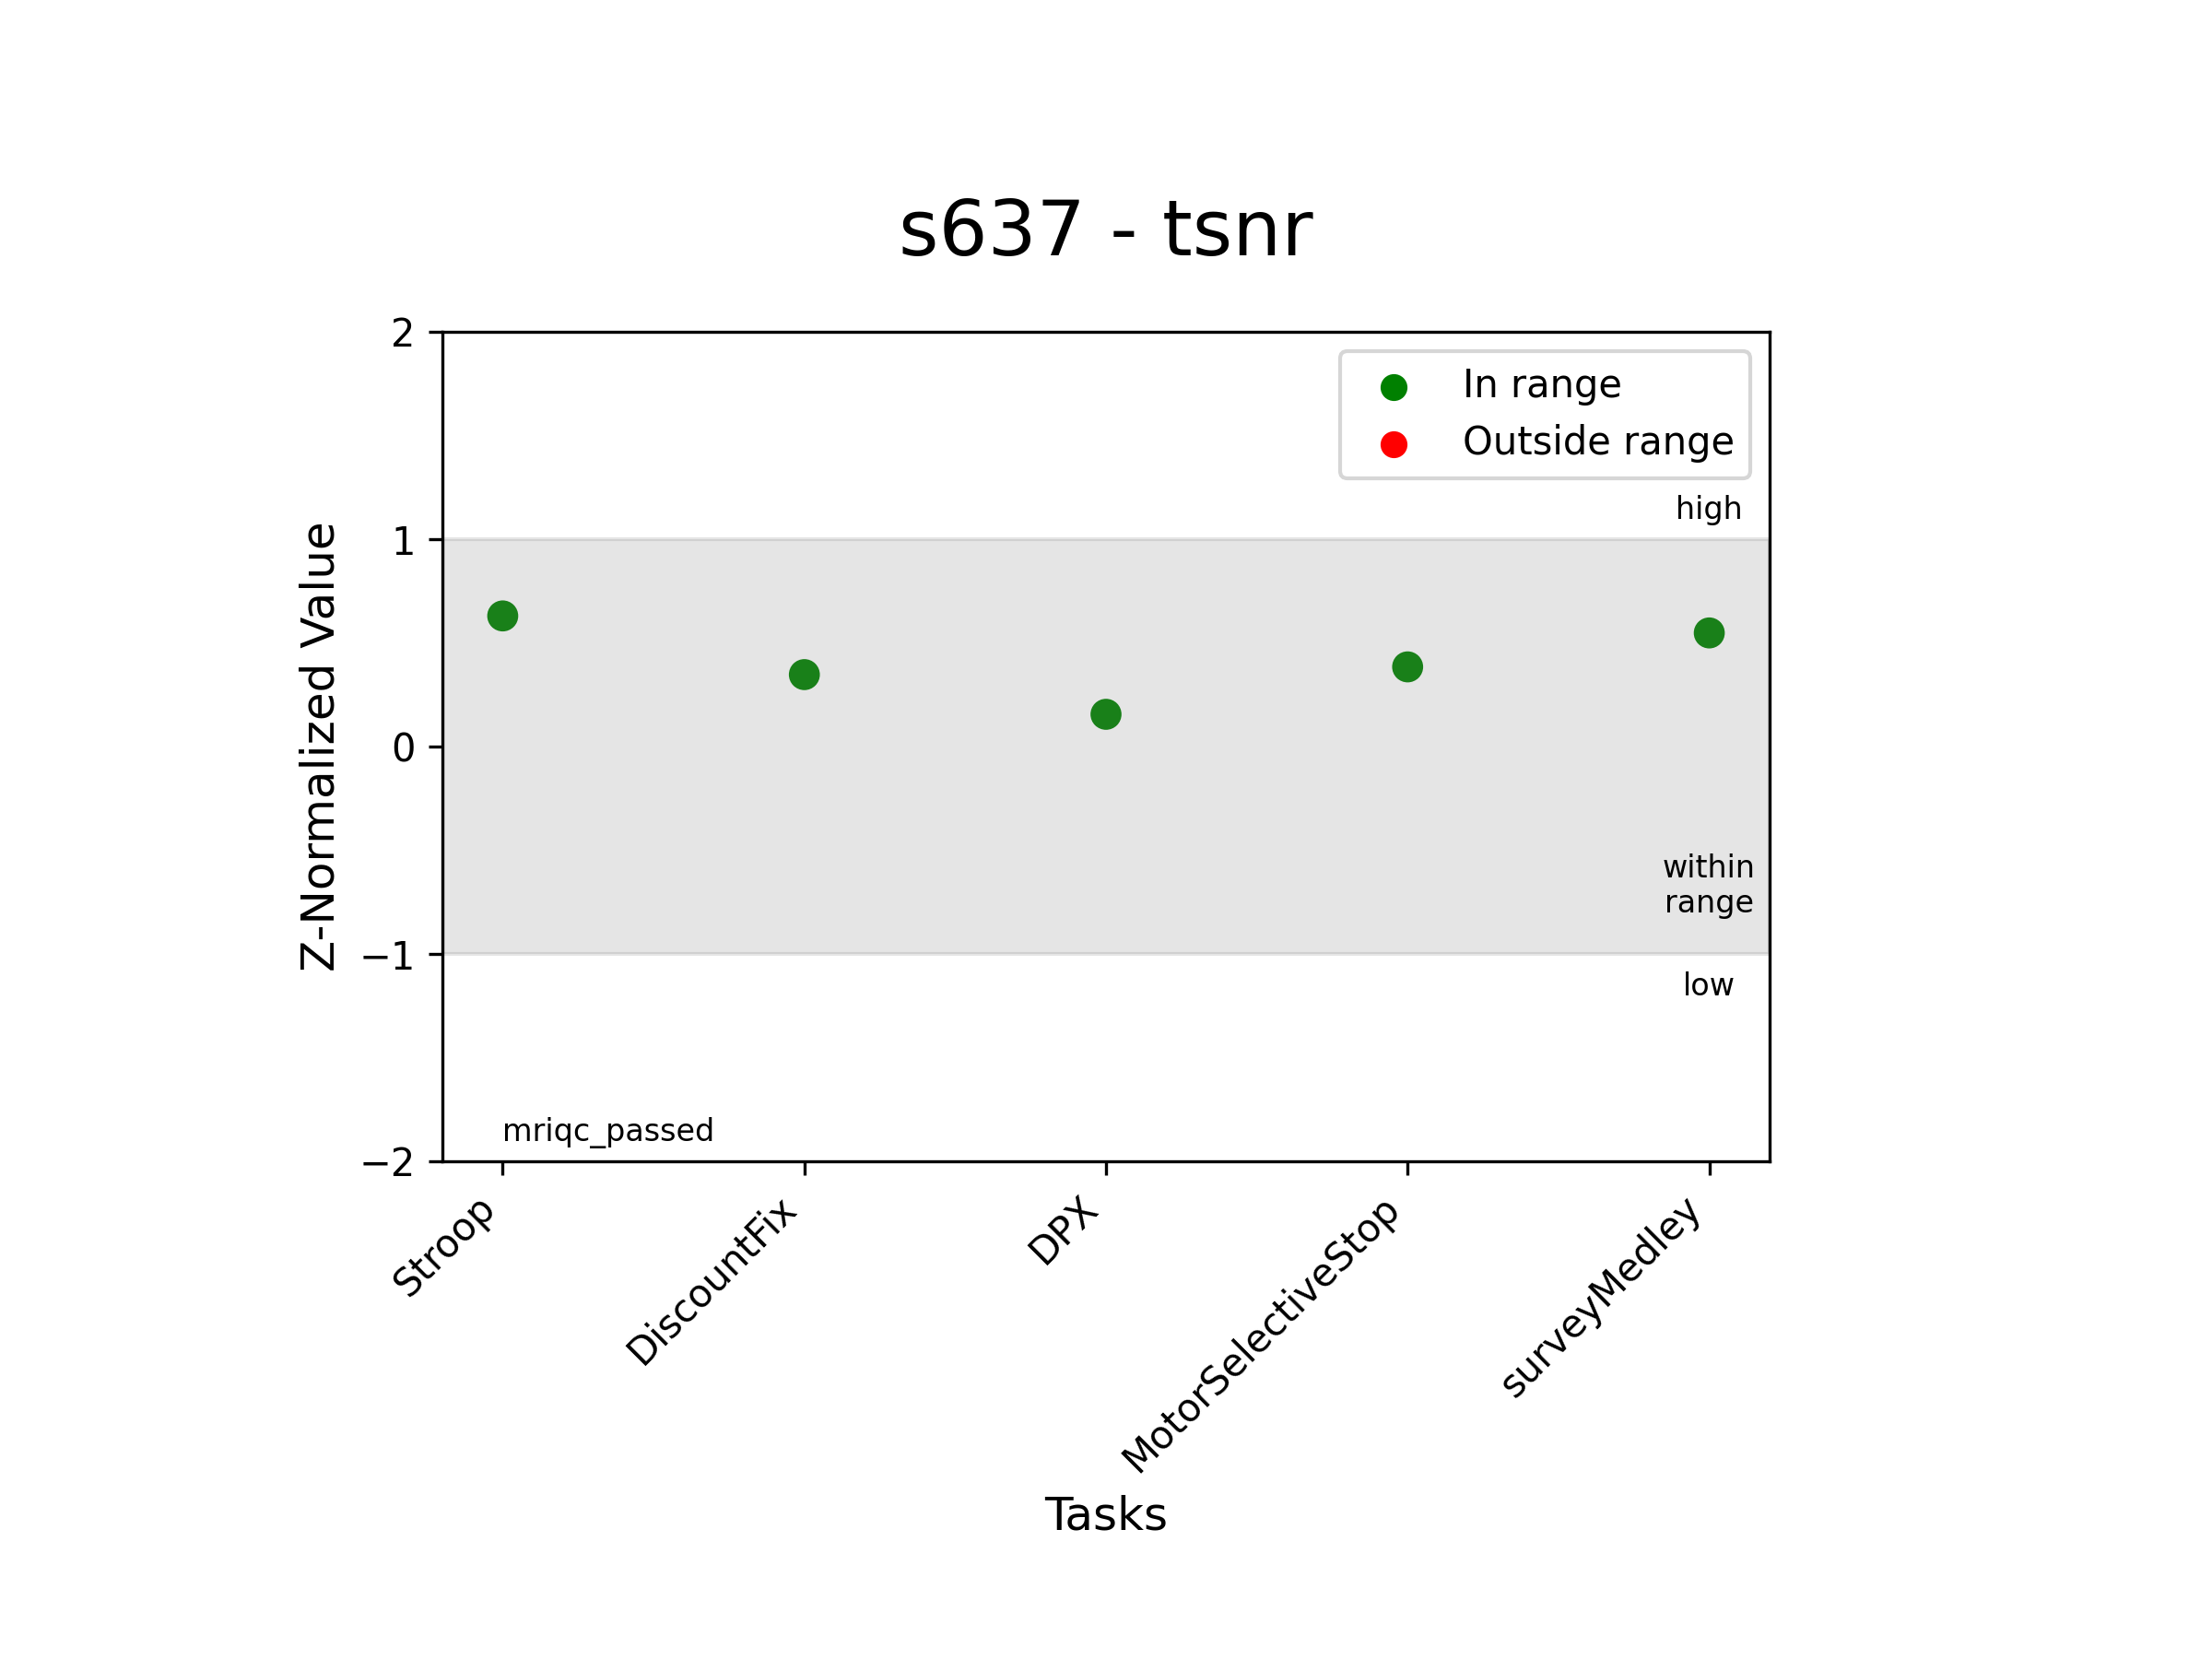 s637 - tsnr
2
In range
Outside range
high
1
Z-Normalized Value
0
within
range
−1
low
mriqc_passed
−2
Stroop
DiscountFix
DPX
MotorSelectiveStop
surveyMedley
Tasks